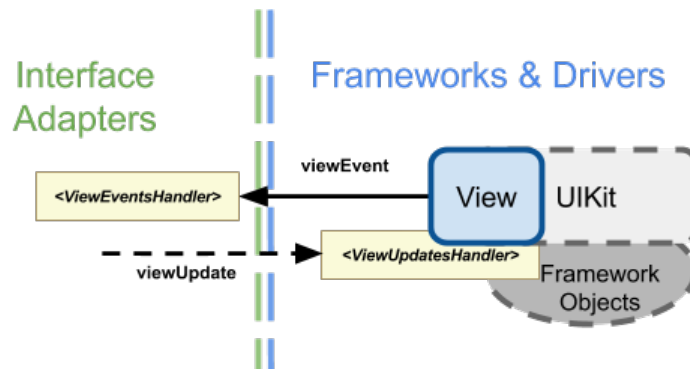 Interface
Adapters
Frameworks & Drivers
viewEvent
<ViewEventsHandler>
View
UIKit
viewUpdate
<ViewUpdatesHandler>
Framework
Objects